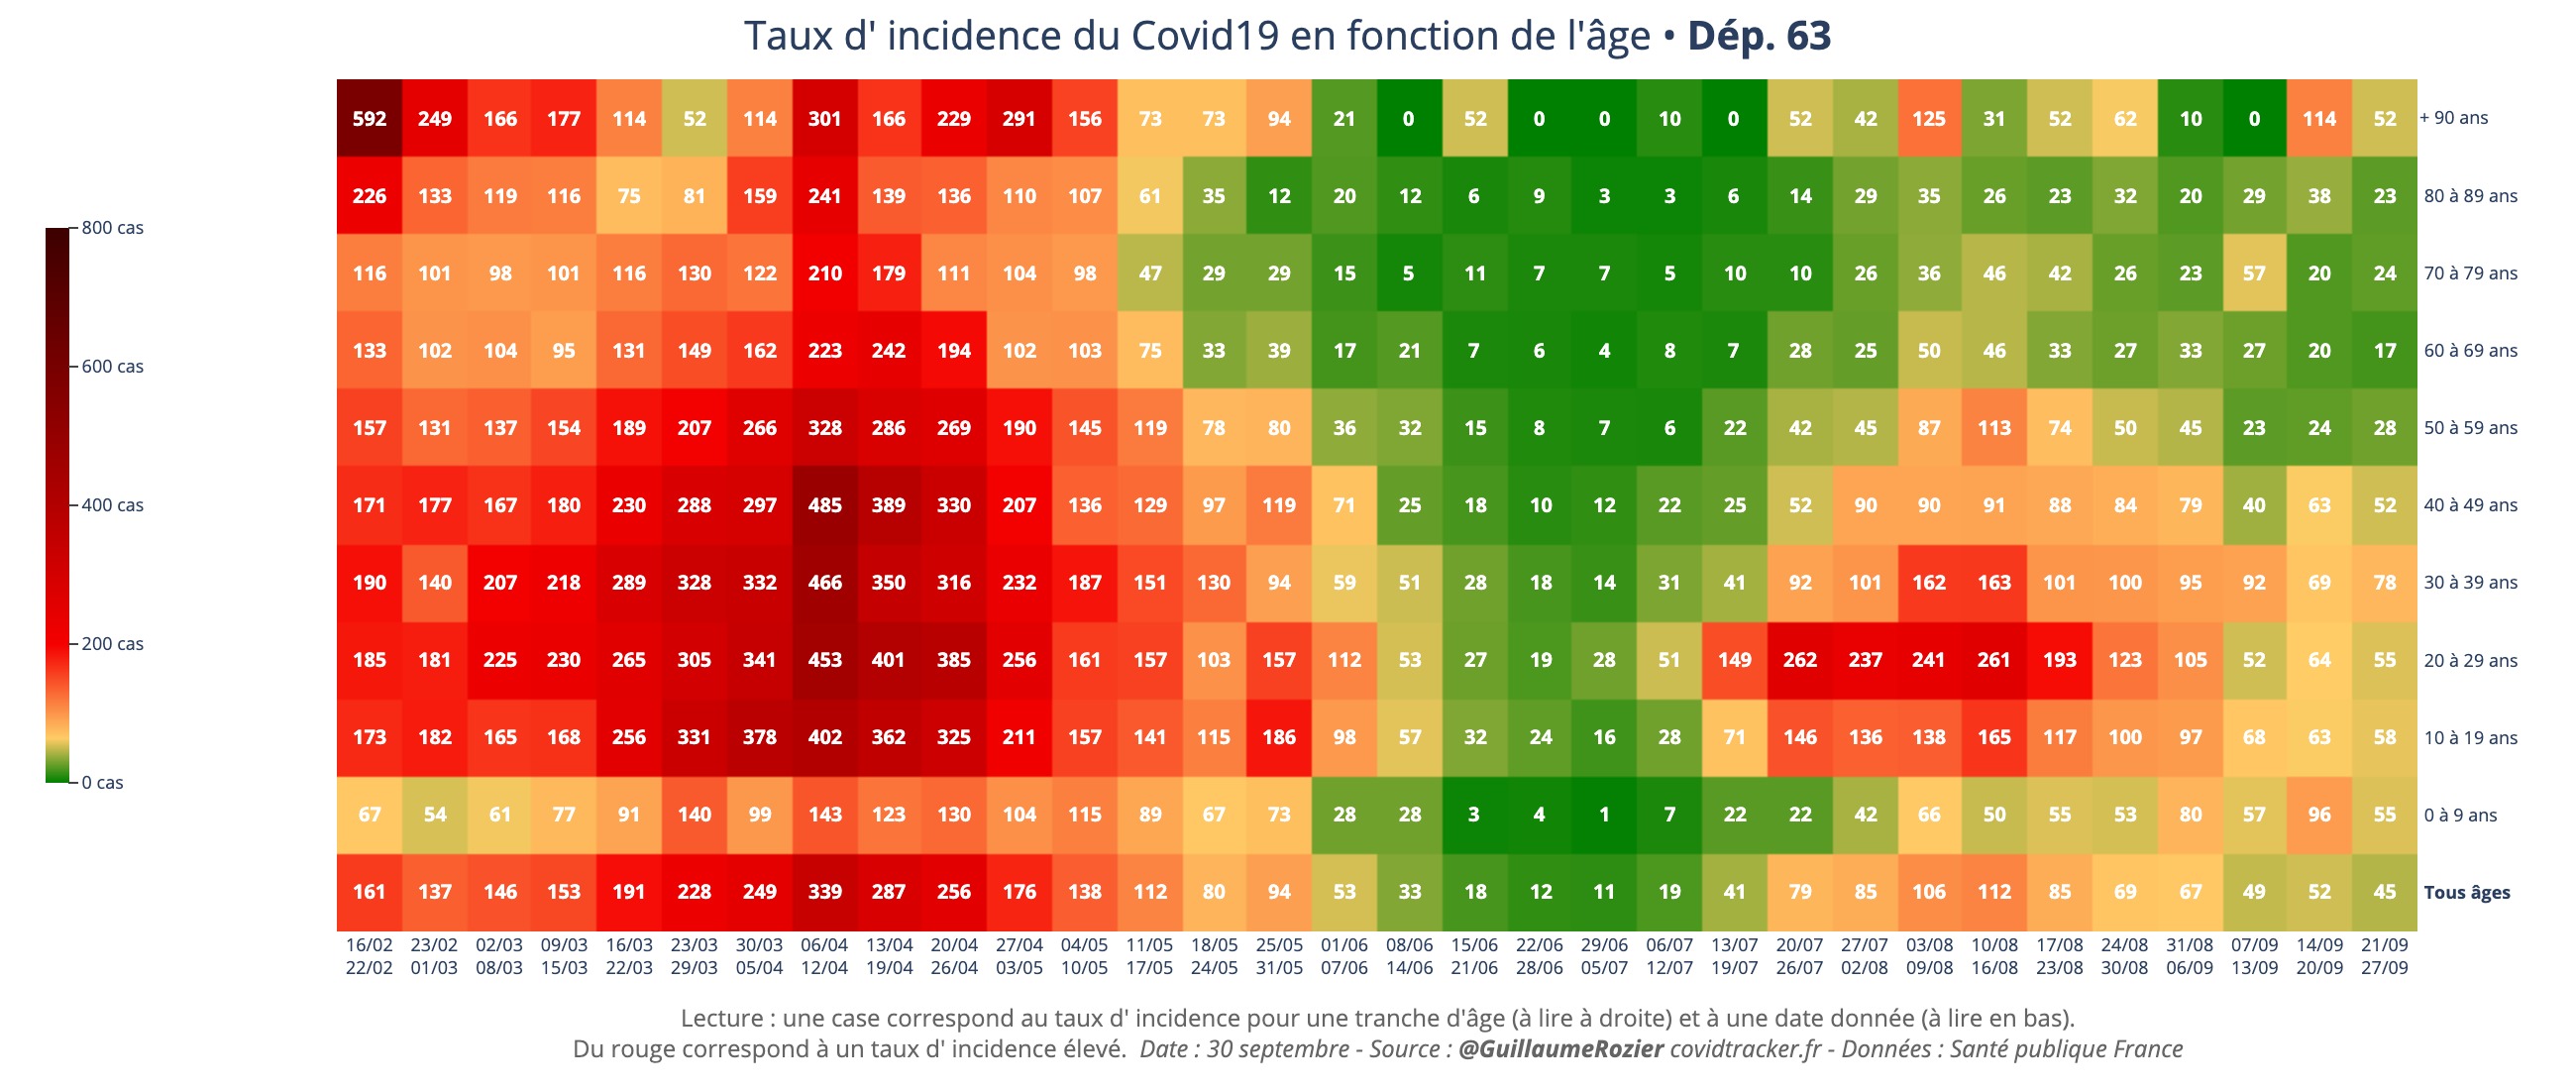 Taux d' incidence du Covid19 en fonction de l'âge • Dép. 63
592 249 166 177 114 52 114 301 166 229 291 156 73 73 94 21 0 52 0 0 10 0 52 42 125 31 52 62 10 0 114 52 + 90 ans
226 133 119 116 75 81 159 241 139 136 110 107 61 35 12 20 12 6 9 3 3 6 14 29 35 26 23 32 20 29 38 23 80 à 89 ans
116 101 98 101 116 130 122 210 179 111 104 98 47 29 29 15 5 11 7 7 5 10 10 26 36 46 42 26 23 57 20 24 70 à 79 ans
133 102 104 95 131 149 162 223 242 194 102 103 75 33 39 17 21 7 6 4 8 7 28 25 50 46 33 27 33 27 20 17 60 à 69 ans
157 131 137 154 189 207 266 328 286 269 190 145 119 78 80 36 32 15 8 7 6 22 42 45 87 113 74 50 45 23 24 28 50 à 59 ans
171 177 167 180 230 288 297 485 389 330 207 136 129 97 119 71 25 18 10 12 22 25 52 90 90 91 88 84 79 40 63 52 40 à 49 ans
190 140 207 218 289 328 332 466 350 316 232 187 151 130 94 59 51 28 18 14 31 41 92 101 162 163 101 100 95 92 69 78 30 à 39 ans
185 181 225 230 265 305 341 453 401 385 256 161 157 103 157 112 53 27 19 28 51 149 262 237 241 261 193 123 105 52 64 55 20 à 29 ans
173 182 165 168 256 331 378 402 362 325 211 157 141 115 186 98 57 32 24 16 28 71 146 136 138 165 117 100 97 68 63 58 10 à 19 ans
67 54 61 77 91 140 99 143 123 130 104 115 89 67 73 28 28 3 4 1 7 22 22 42 66 50 55 53 80 57 96 55 0 à 9 ans
161 137 146 153 191 228 249 339 287 256 176 138 112 80 94 53 33 18 12 11 19 41 79 85 106 112 85 69 67 49 52 45 Tous âges
16/02 23/02 02/03 09/03 16/03 23/03 30/03 06/04 13/04 20/04 27/04 04/05 11/05 18/05 25/05 01/06 08/06 15/06 22/06 29/06 06/07 13/07 20/07 27/07 03/08 10/08 17/08 24/08 31/08 07/09 14/09 21/09
22/02 01/03 08/03 15/03 22/03 29/03 05/04 12/04 19/04 26/04 03/05 10/05 17/05 24/05 31/05 07/06 14/06 21/06 28/06 05/07 12/07 19/07 26/07 02/08 09/08 16/08 23/08 30/08 06/09 13/09 20/09 27/09
800 cas
600 cas
400 cas
200 cas
0 cas
Lecture : une case correspond au taux d' incidence pour une tranche d'âge (à lire à droite) et à une date donnée (à lire en bas).
Du rouge correspond à un taux d' incidence élevé. Date : 30 septembre - Source : @GuillaumeRozier covidtracker.fr - Données : Santé publique France